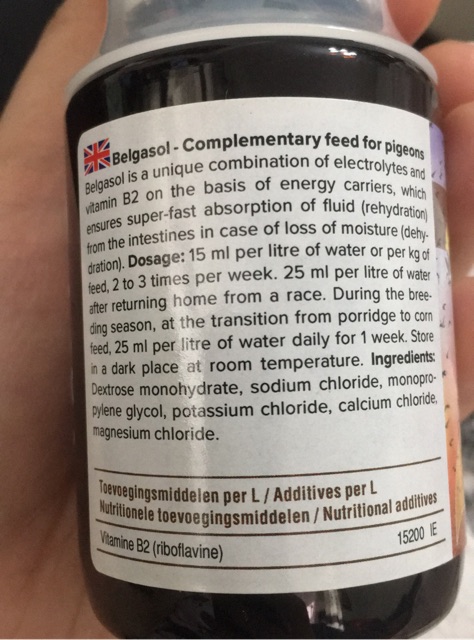 Belgasol - Complementary feed for pigeons
Belgasol is a unique combination of electrolytes and
vitamin B2 on the basis of energy carriers, which
ensures super-fast absorption of fluid (rehydration)
from the intestines in case of loss of moisture (dehy-
dration). Dosage: 15 ml per litre of water or per kg of
feed, 2 to 3 times per week. 25 ml per litre of water
after returning home from a race. During the bree-
ding season, at the transition from porridge to corn
feed, 25 ml per litre of water daily for 1 week. Store
in a dark place at room temperature. Ingredients:
Dextrose monohydrate, sodium chloride, monopro-
pylene glycol, potassium chloride, calcium chloride,
magnesium chloride.
Toevoegingsmiddelen per L / Additives per L
Nutritionele toevoegingsmiddelen / Nutritional additives
Vitamine B2 (riboflavine) 15200 IE